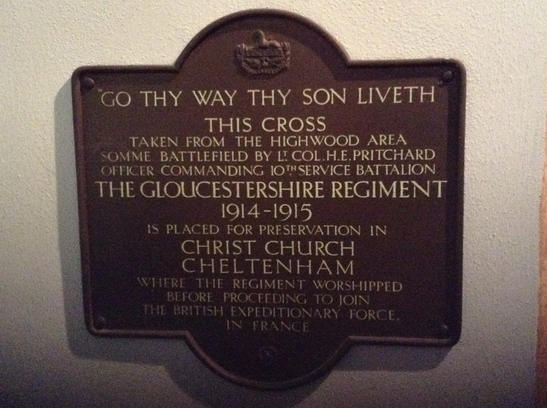 "GO THY WAY THY SON LIVETH
THIS CROSS
TAKEN FROM THE HIGHWOOD AREA
SOMME BATTLEFIELD BY LT COL.H.E.PRITCHARD
OFFICER COMMANDING 10TH SERVICE BATTALION
THE GLOUCESTERSHIRE REGIMENT
1914-1915
IS PLACED FOR PRESERVATION IN
CHRIST CHURCH
CHELTENHAM
WHERE THE REGIMENT WORSHIPPED
BEFORE PROCEEDING TO JOIN
THE BRITISH EXPEDITIONARY FORCE,
IN FRANCE